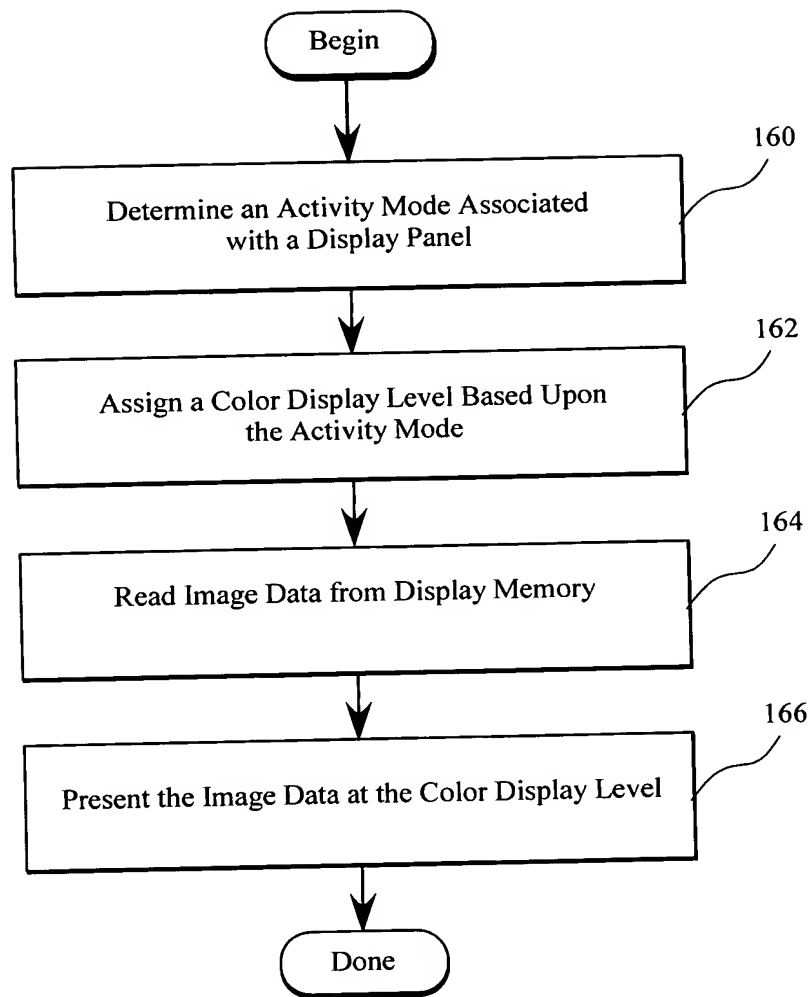 Begin
160
Determine an Activity Mode Associated
with a Display Panel
162
Assign a Color Display Level Based Upon
the Activity Mode
164
Read Image Data from Display Memory
166
Present the Image Data at the Color Display Level
Done